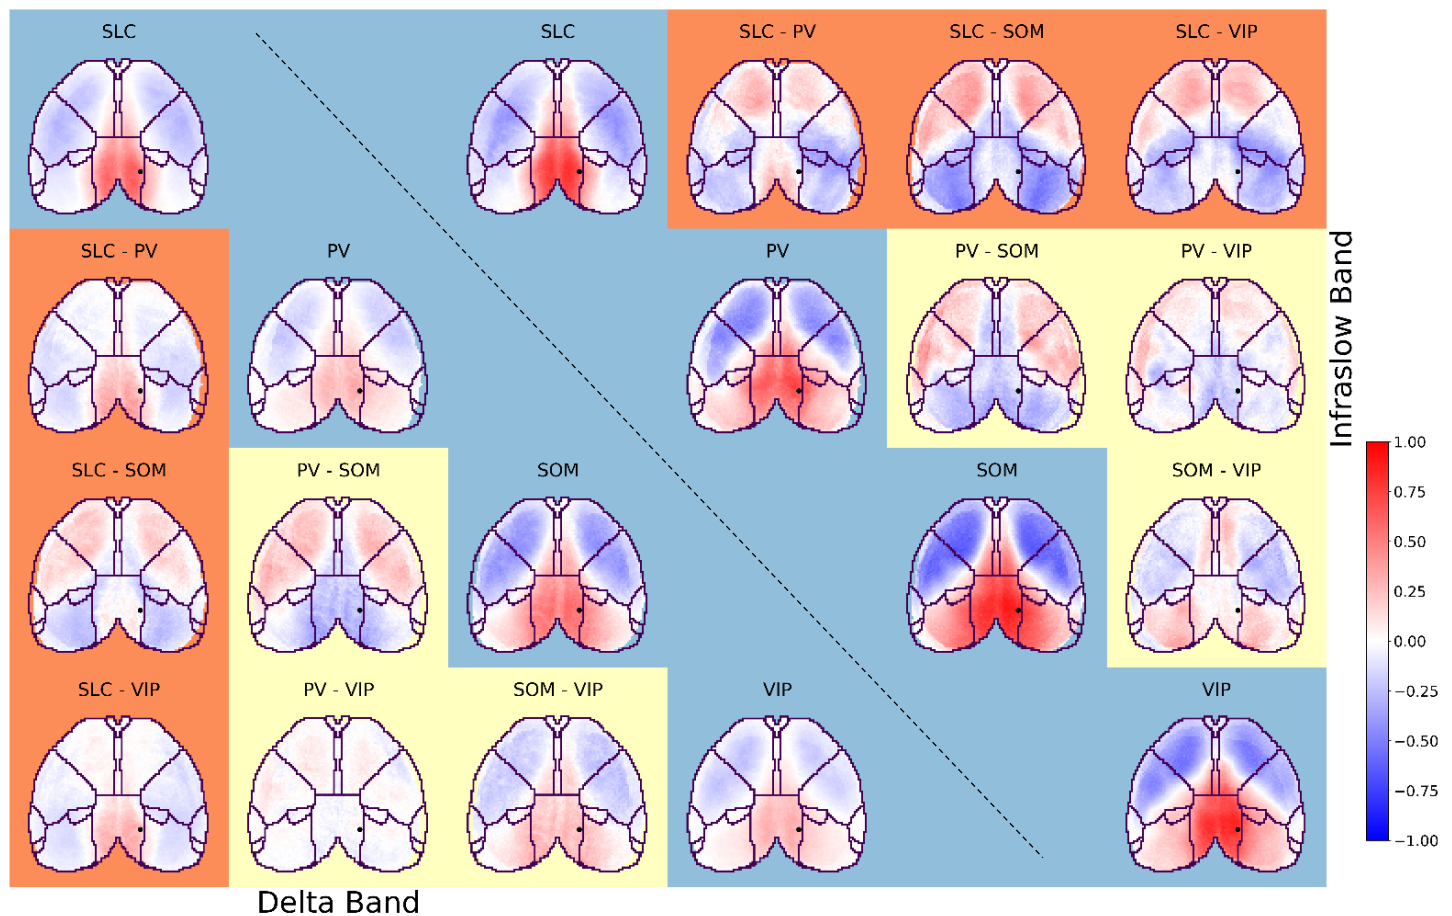 SLC
SLC
SLC - PV
SLC - SOM
SLC - VIP
SLC - PV
PV
PV
PV - SOM
PV - VIP
Infraslow Band
SLC - SOM
PV - SOM
SOM
SOM
SOM - VIP
1.00
0.75
0.50
0.25
0.00
−0.25
−0.50
−0.75
−1.00
SLC - VIP
PV - VIP
SOM - VIP
VIP
VIP
Delta Band